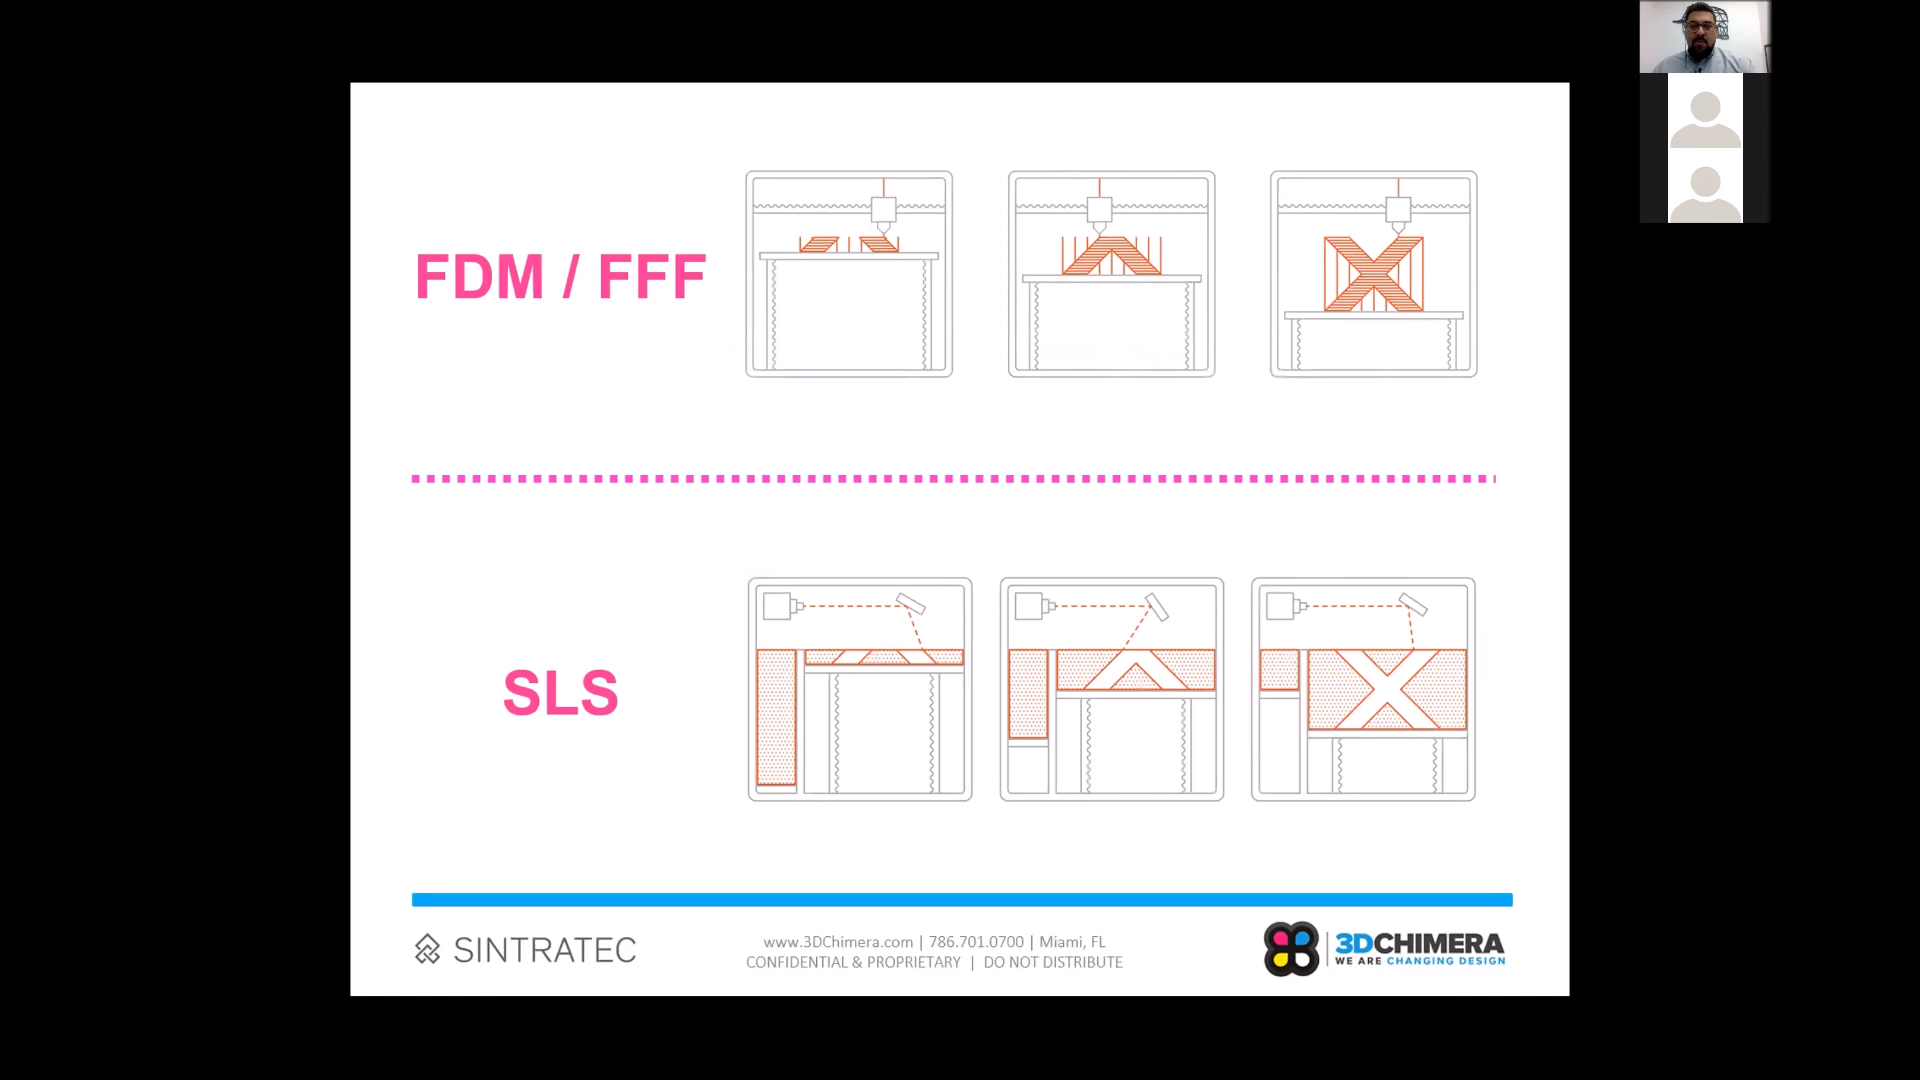 FDM / FFF
SLS
SINTRATEC
www.3DChimera.com | 786.701.0700 | Miami, FL
CONFIDENTIAL & PROPRIETARY | DO NOT DISTRIBUTE
3DCHIMERA
WE ARE CHANGING DESIGN